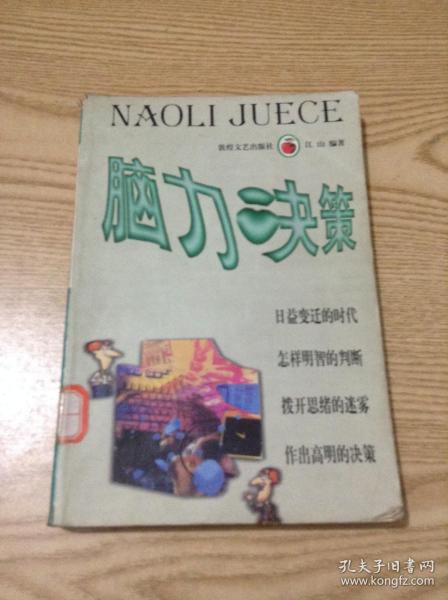 NAOLI JUECE
敦煌文艺出版社 江山 编著
脑力决策
日益变迁的时代
怎样明智的判断
拨开思绪的迷雾
作出高明的决策
孔夫子旧书网
www.kongfz.com